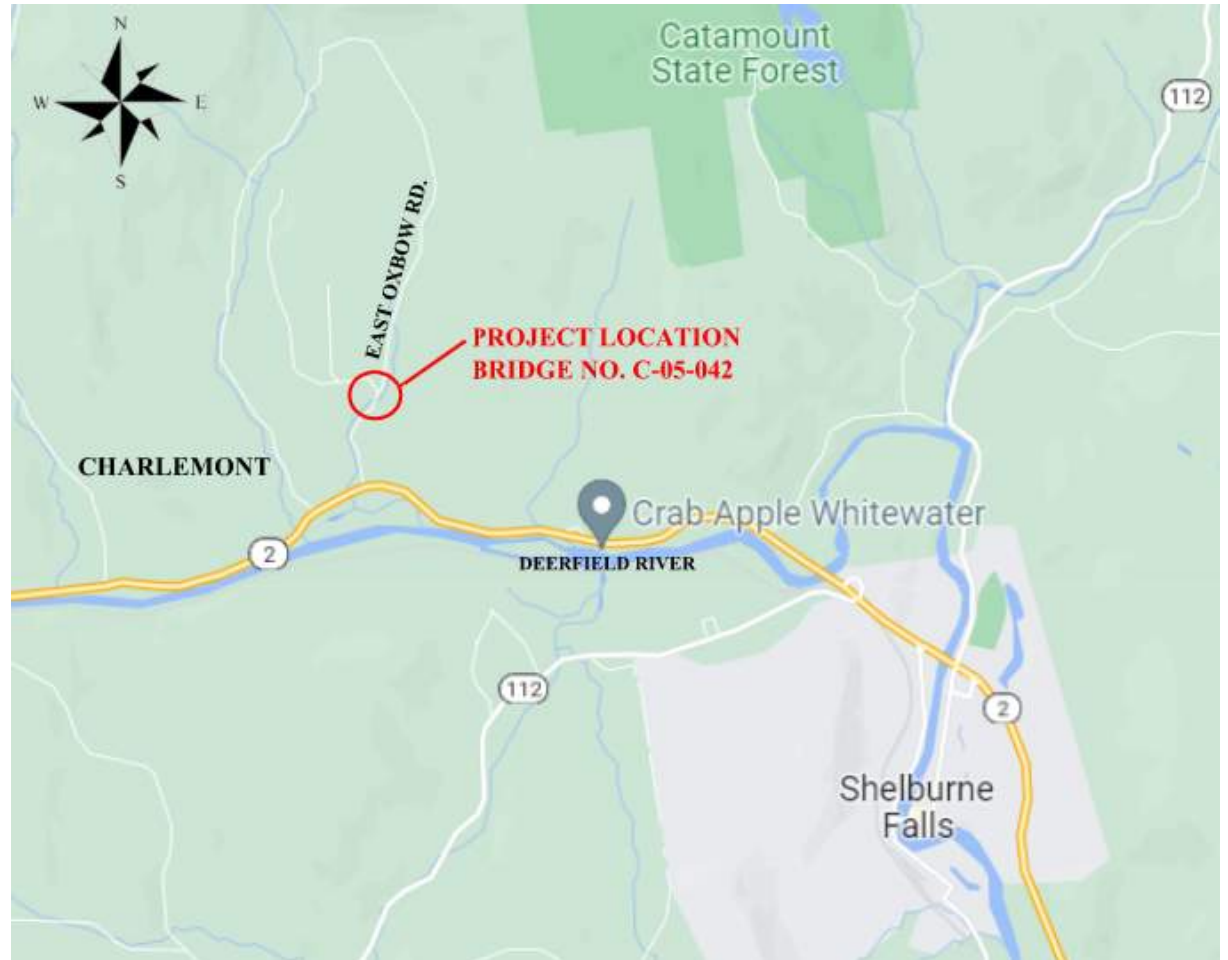 N
W
E
S
Catamount
State Forest
112
EAST OXBOW RD.
PROJECT LOCATION
BRIDGE NO. C-05-042
CHARLEMONT
Crab Apple Whitewater
2
DEERFIELD RIVER
112
2
Shelburne
Falls